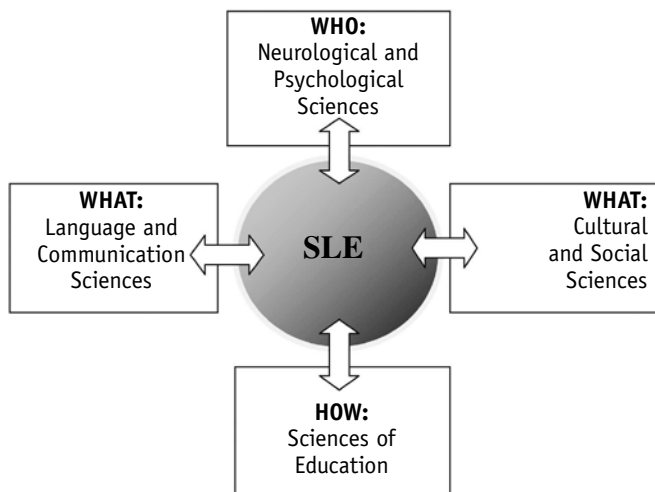 WHO:
Neurological and
Psychological
Sciences
WHAT:
Language and
Communication
Sciences
SLE
WHAT:
Cultural
and Social
Sciences
HOW:
Sciences of
Education